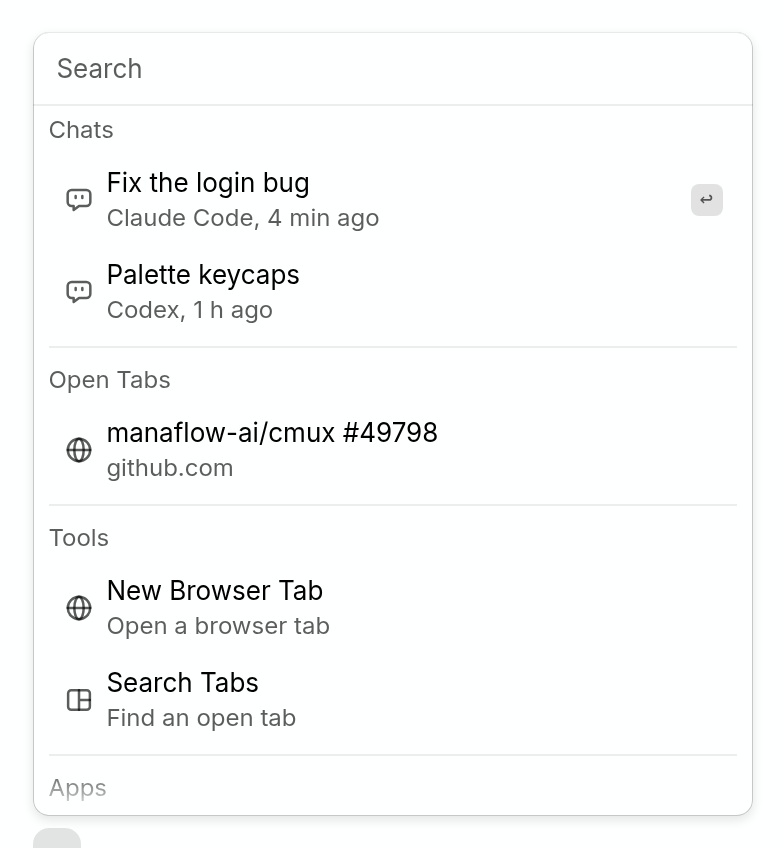 Search
Chats
Fix the login bug
Claude Code, 4 min ago
↩
Palette keycaps
Codex, 1 h ago
Open Tabs
manaflow-ai/cmux #49798
github.com
Tools
New Browser Tab
Open a browser tab
Search Tabs
Find an open tab
Apps